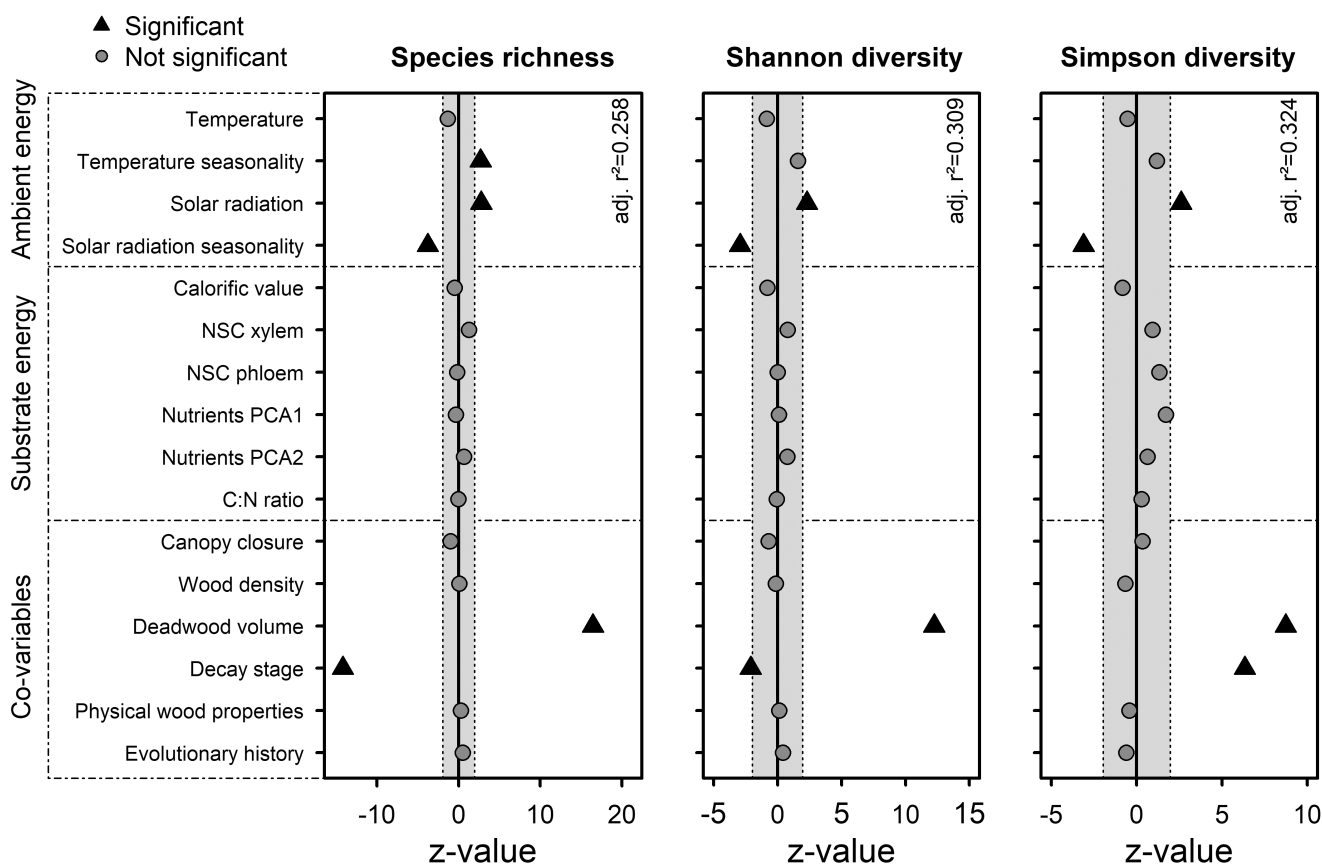 Significant
Not significant
Species richness
Shannon diversity
Simpson diversity
Ambient energy
Temperature
Temperature seasonality
Solar radiation
Solar radiation seasonality
adj. r²=0.258
adj. r²=0.309
adj. r²=0.324
Substrate energy
Calorific value
NSC xylem
NSC phloem
Nutrients PCA1
Nutrients PCA2
C:N ratio
Co-variables
Canopy closure
Wood density
Deadwood volume
Decay stage
Physical wood properties
Evolutionary history
-10 0 10 20
-5 0 5 10 15
-5 0 5 10
z-value
z-value
z-value